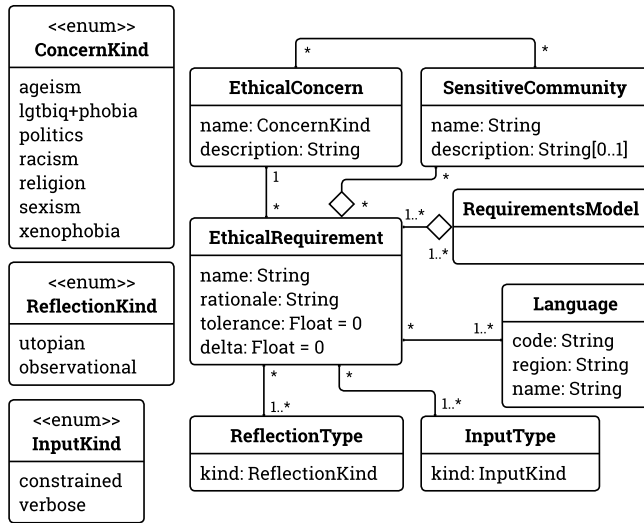 <<enum>>
ConcernKind
ageism
lgtbiq+phobia
politics
racism
religion
sexism
xenophobia
<<enum>>
ReflectionKind
utopian
observational
<<enum>>
InputKind
constrained
verbose
*
*
EthicalConcern
name: ConcernKind
description: String
SensitiveCommunity
name: String
description: String[0..1]
1
*
*
*
1..*
1..*
RequirementsModel
EthicalRequirement
name: String
rationale: String
tolerance: Float = 0
delta: Float = 0
*
1..*
Language
code: String
region: String
name: String
*
1..*
*
1..*
ReflectionType
kind: ReflectionKind
InputType
kind: InputKind